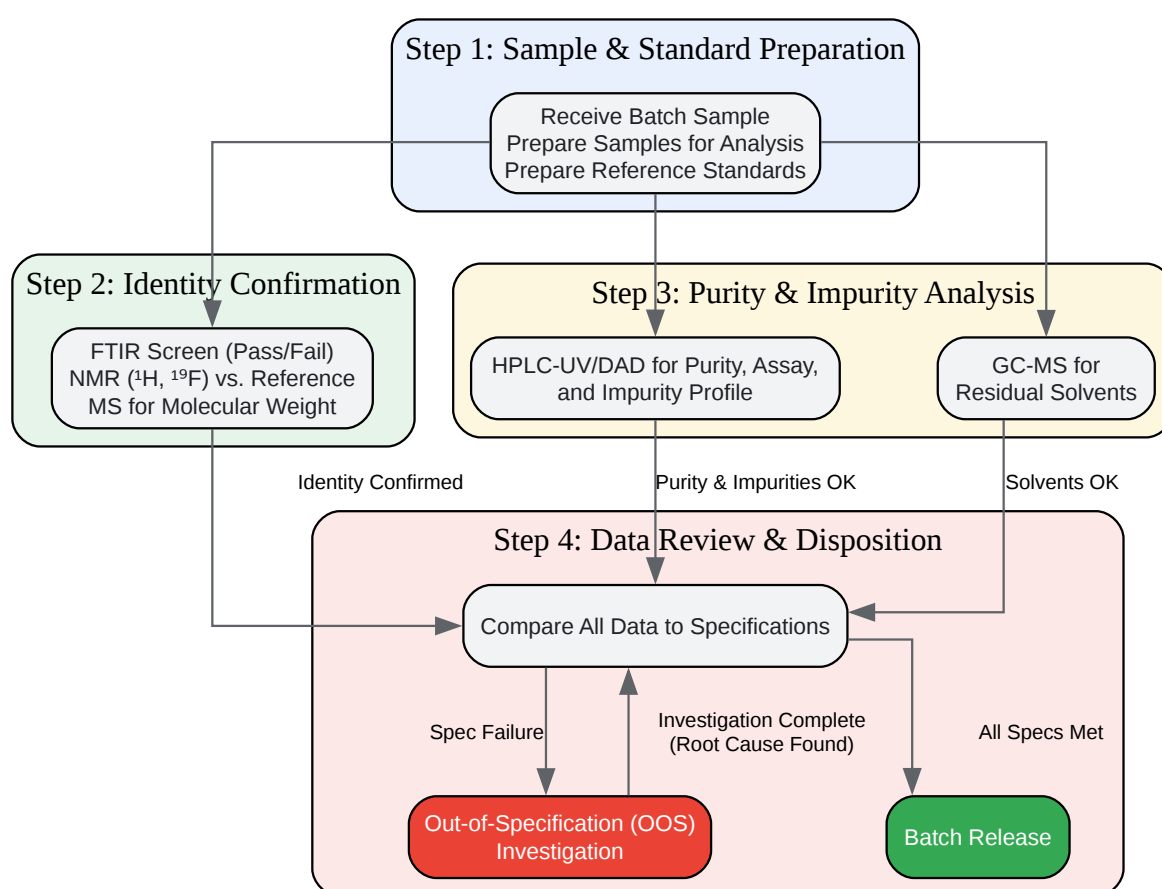 Step 1: Sample & Standard Preparation
Receive Batch Sample
Prepare Samples for Analysis
Prepare Reference Standards
Step 2: Identity Confirmation
FTIR Screen (Pass/Fail)
NMR (¹H, ¹⁹F) vs. Reference
MS for Molecular Weight
Step 3: Purity & Impurity Analysis
HPLC-UV/DAD for Purity, Assay,
and Impurity Profile
GC-MS for
Residual Solvents
Identity Confirmed
Purity & Impurities OK
Solvents OK
Step 4: Data Review & Disposition
Compare All Data to Specifications
Spec Failure
Investigation Complete
(Root Cause Found)
All Specs Met
Out-of-Specification (OOS)
Investigation
Batch Release